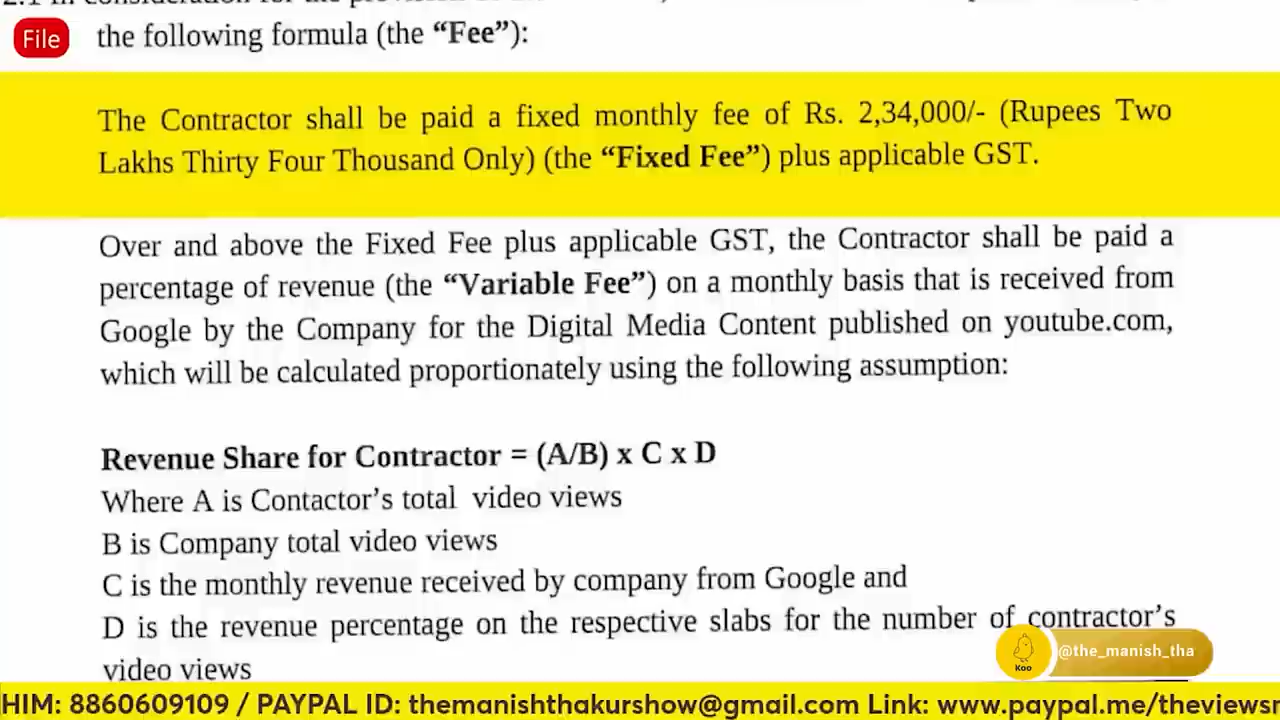 the following formula (the “Fee”):
File
The Contractor shall be paid a fixed monthly fee of Rs. 2,34,000/- (Rupees Two
Lakhs Thirty Four Thousand Only) (the “Fixed Fee”) plus applicable GST.
Over and above the Fixed Fee plus applicable GST, the Contractor shall be paid a
percentage of revenue (the “Variable Fee”) on a monthly basis that is received from
Google by the Company for the Digital Media Content published on youtube.com,
which will be calculated proportionately using the following assumption:
Revenue Share for Contractor = (A/B) x C x D
Where A is Contactor’s total video views
B is Company total video views
C is the monthly revenue received by company from Google and
D is the revenue percentage on the respective slabs for the number of contractor’s
video views
Koo
@the_manish_tha
HIM: 8860609109 / PAYPAL ID: themanishthakurshow@gmail.com Link: www.paypal.me/theviewsr